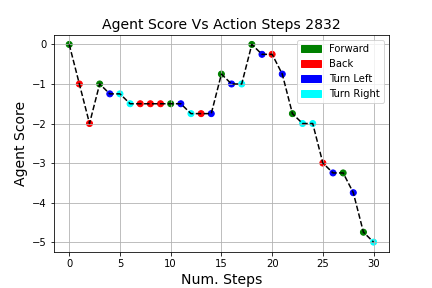 Agent Score Vs Action Steps 2832
Agent Score
0
−1
−2
−3
−4
−5
Forward
Back
Turn Left
Turn Right
0 5 10 15 20 25 30
Num. Steps